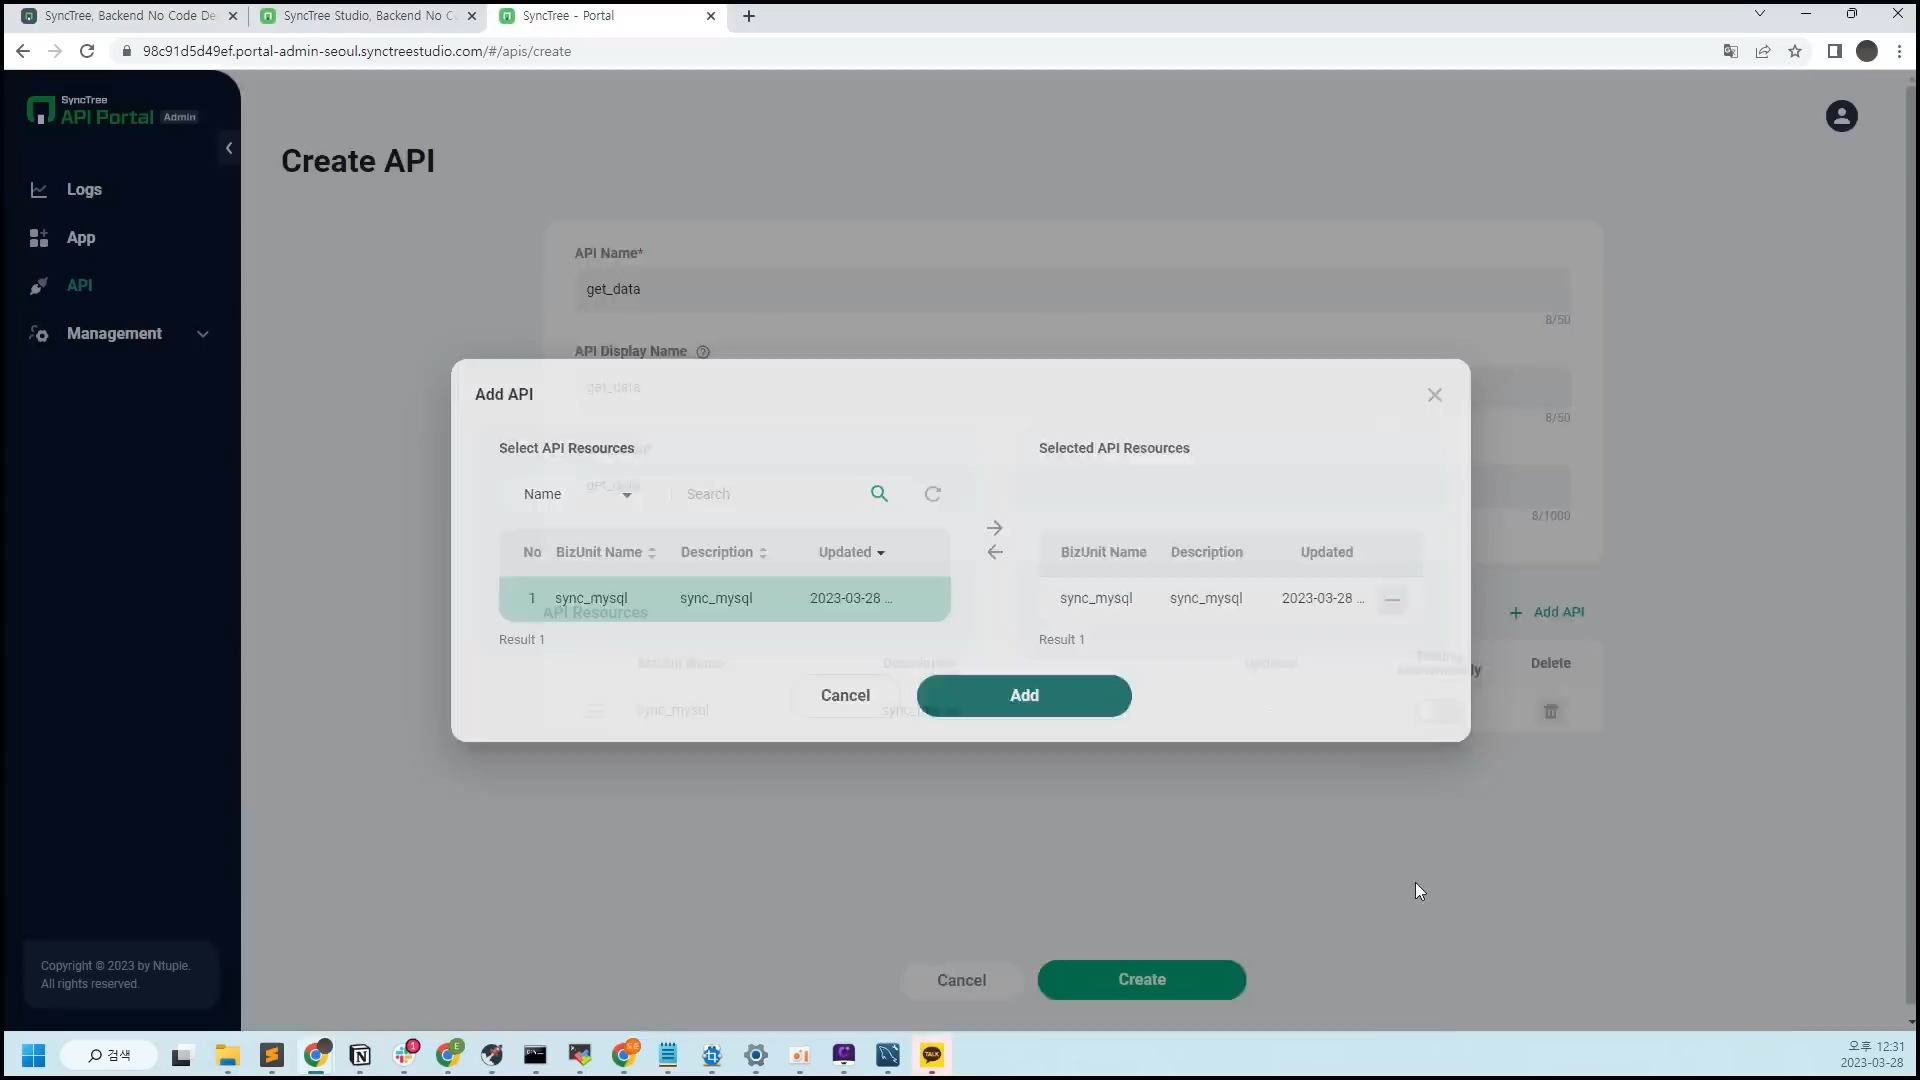 SyncTree, Backend No Code De
SyncTree Studio, Backend No C
SyncTree - Portal
98c91d5d49ef.portal-admin-seoul.synctreestudio.com/#/apis/create
SyncTree
API Portal Admin
Logs
App
API
Management
Copyright © 2023 by Ntuple.
All rights reserved.
Create API
API Name*
get_data
8/50
API Display Name
get_data
8/50
get_data
8/1000
API Resources
Add API
BizUnit Name
Description
Updated
Delete
sync_mysql
Add API
Select API Resources
Selected API Resources
Name
Search
No BizUnit Name Description Updated
1 sync_mysql sync_mysql 2023-03-28 ...
Result 1
BizUnit Name Description Updated
sync_mysql sync_mysql 2023-03-28 ...
Result 1
Cancel
Add
Cancel
Create
검색
1
E
TALK
오후 12:31
2023-03-28